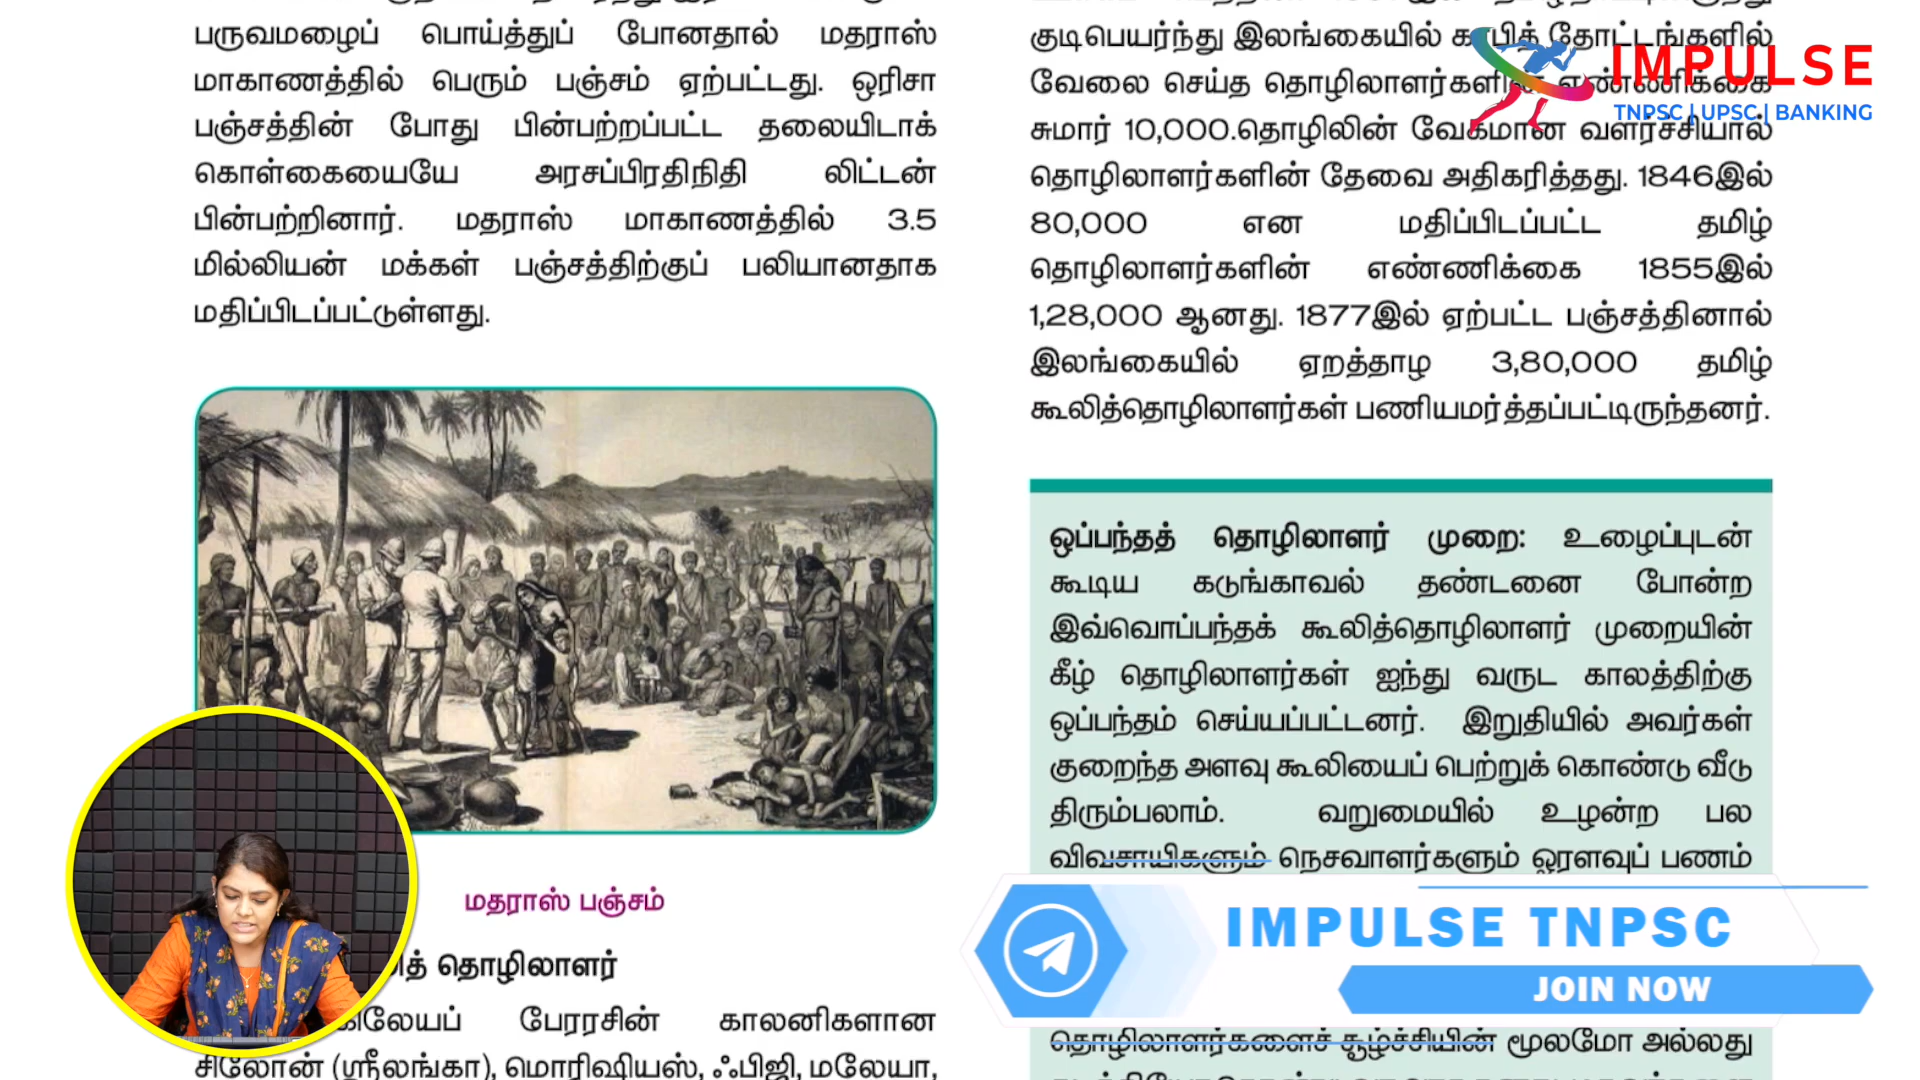 பருவமழைப் பொய்த்துப் போனதால் மதராஸ்
மாகாணத்தில் பெரும் பஞ்சம் ஏற்பட்டது. ஒரிசா
பஞ்சத்தின் போது பின்பற்றப்பட்ட தலையிடாக்
கொள்கையையே அரசப்பிரதிநிதி லிட்டன்
பின்பற்றினார். மதராஸ் மாகாணத்தில் 3.5
மில்லியன் மக்கள் பஞ்சத்திற்குப் பலியானதாக
மதிப்பிடப்பட்டுள்ளது.
மதராஸ் பஞ்சம்
தொழிலாளர்
பேரரசின் காலனிகளான
சிலோன் (ஸ்ரீலங்கா), மொரிஷியஸ், ஃபிஜி, மலேயா,
குடிபெயர்ந்து இலங்கையில் காபித் தோட்டங்களில்
வேலை செய்த தொழிலாளர்களின் எண்ணிக்கை
சுமார் 10,000.தொழிலின் வேகமான வளர்ச்சியால்
தொழிலாளர்களின் தேவை அதிகரித்தது. 1846இல்
80,000 என மதிப்பிடப்பட்ட தமிழ்
தொழிலாளர்களின் எண்ணிக்கை 1855இல்
1,28,000 ஆனது. 1877இல் ஏற்பட்ட பஞ்சத்தினால்
இலங்கையில் ஏறத்தாழ 3,80,000 தமிழ்
கூலித்தொழிலாளர்கள் பணியமர்த்தப்பட்டிருந்தனர்.
ஒப்பந்தத் தொழிலாளர் முறை: உழைப்புடன்
கூடிய கடுங்காவல் தண்டனை போன்ற
இவ்வொப்பந்தக் கூலித்தொழிலாளர் முறையின்
கீழ் தொழிலாளர்கள் ஐந்து வருட காலத்திற்கு
ஒப்பந்தம் செய்யப்பட்டனர். இறுதியில் அவர்கள்
குறைந்த அளவு கூலியைப் பெற்றுக் கொண்டு வீடு
திரும்பலாம். வறுமையில் உழன்ற பல
விவசாயிகளும் நெசவாளர்களும் ஓரளவுப் பணம்
தொழிலாளர்களைச் சூழ்ச்சியின் மூலமோ அல்லது
IMPULSE
TNPSC | UPSC | BANKING
IMPULSE TNPSC
JOIN NOW